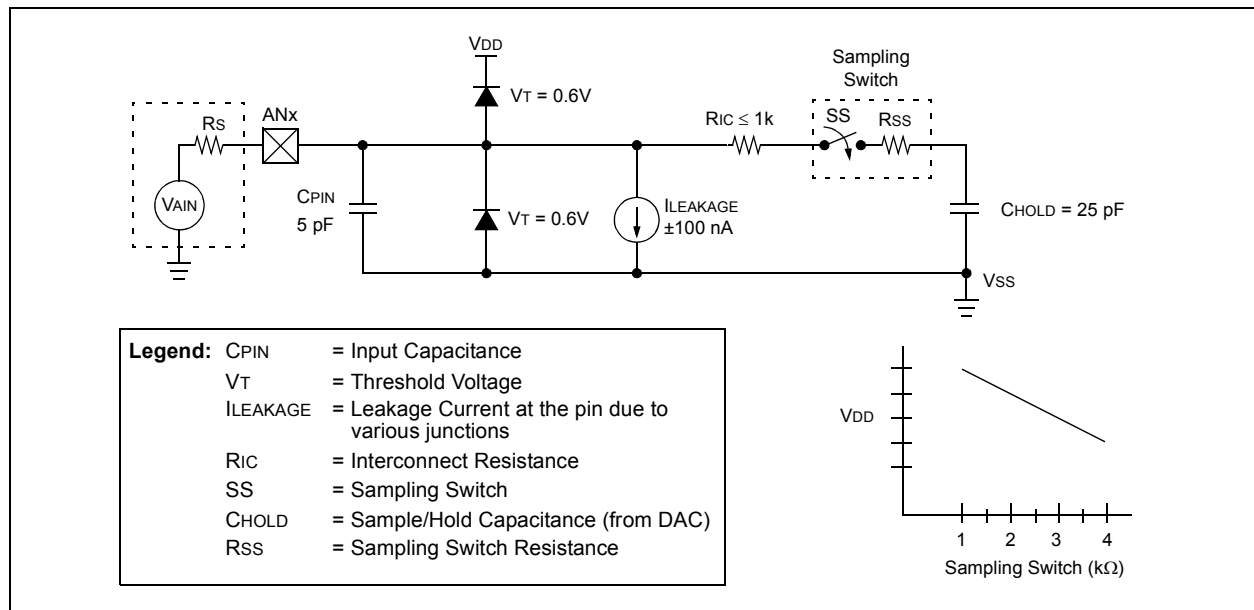 VDD
Sampling
Switch
VT = 0.6V
RS
ANx
RIC ≤ 1k
SS
RSS
VAIN
CPIN
5 pF
VT = 0.6V
ILEAKAGE
±100 nA
CHOLD = 25 pF
VSS
Legend: CPIN = Input Capacitance
VT = Threshold Voltage
ILEAKAGE = Leakage Current at the pin due to
various junctions
RIC = Interconnect Resistance
SS = Sampling Switch
CHOLD = Sample/Hold Capacitance (from DAC)
RSS = Sampling Switch Resistance
VDD
1 2 3 4
Sampling Switch (kΩ)